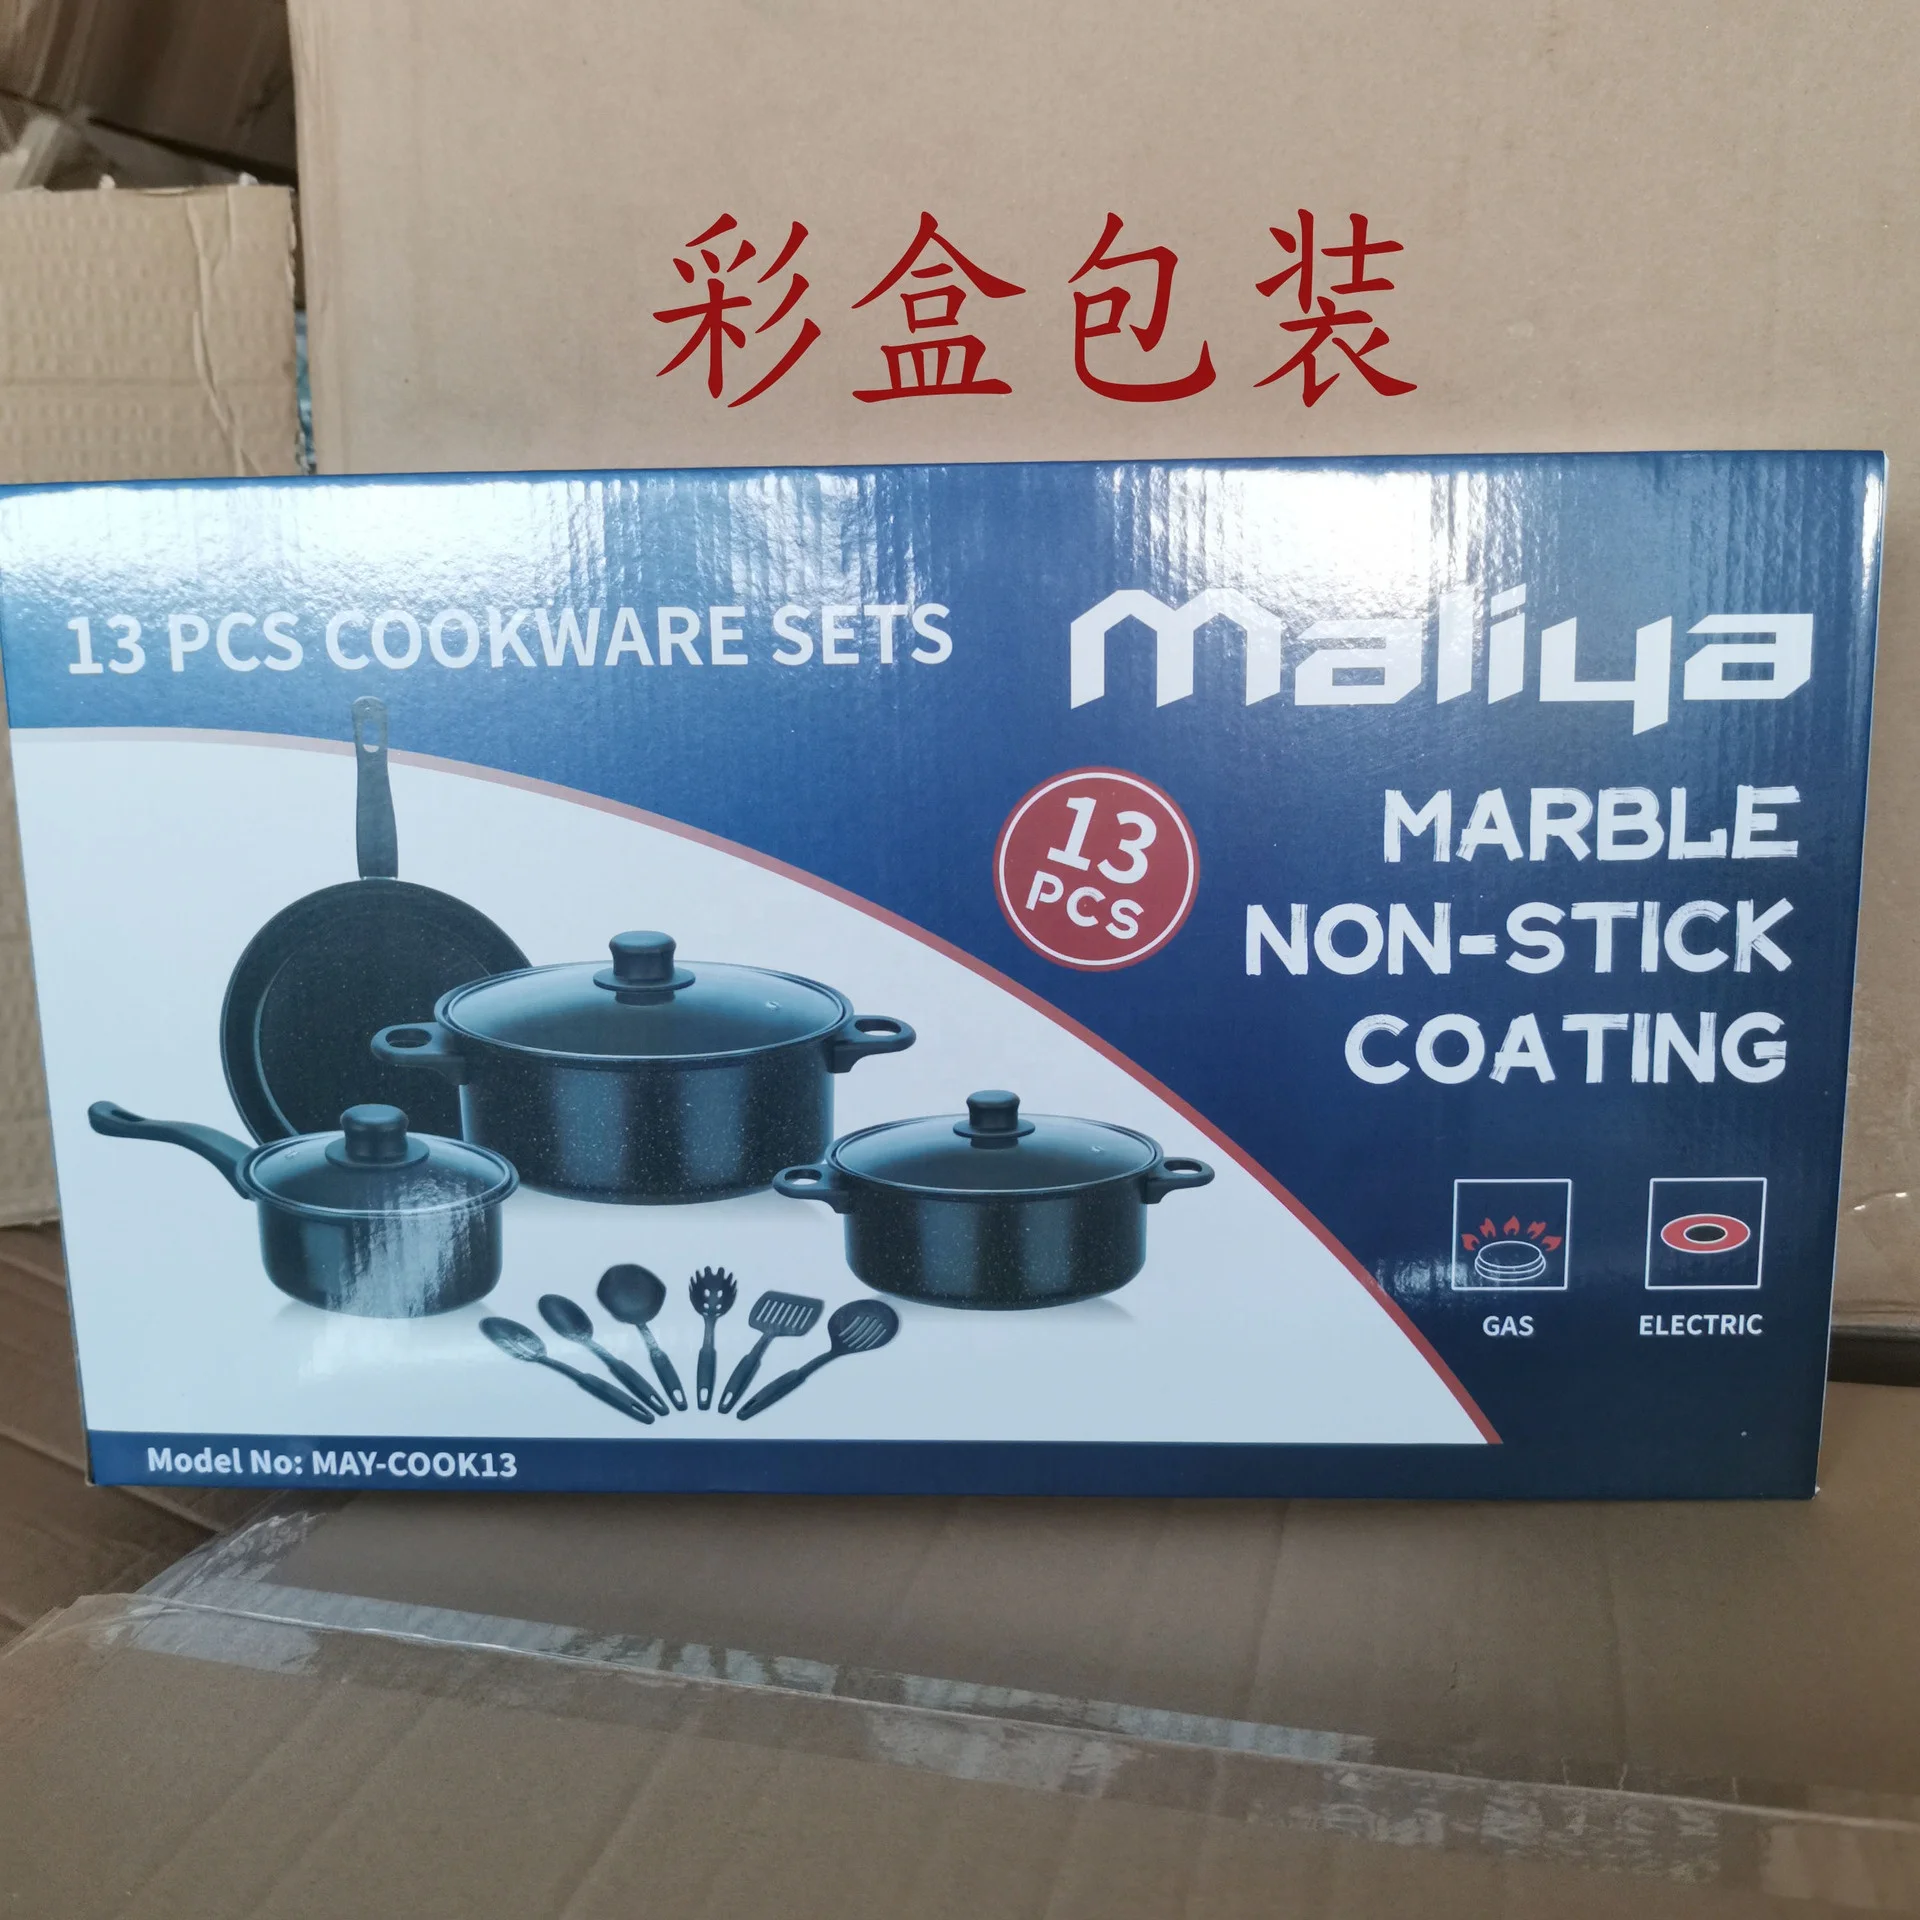 彩盒包装
13 PCS COOKWARE SETS
maliya
13
PCS
MARBLE
NON-STICK
COATING
GAS
ELECTRIC
Model No: MAY-COOK13